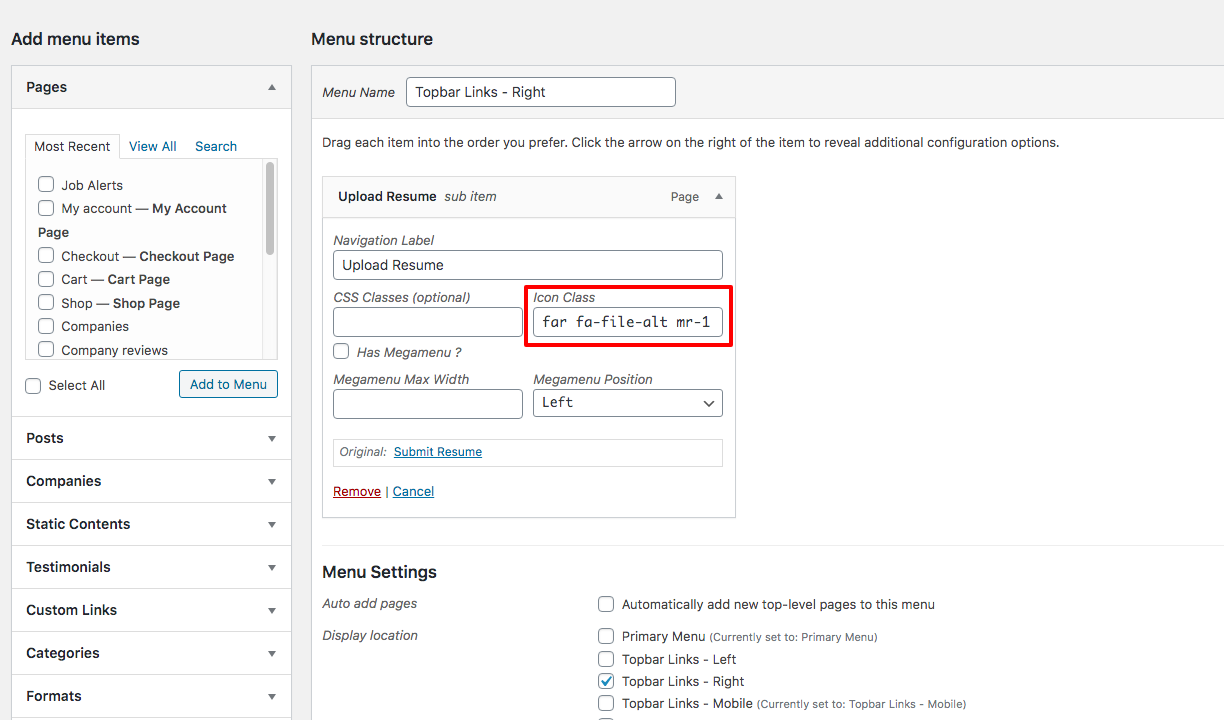 Add menu items
Pages
Most Recent View All Search
Job Alerts
My account — My Account
Page
Checkout — Checkout Page
Cart — Cart Page
Shop — Shop Page
Companies
Company reviews
Select All Add to Menu
Posts
Companies
Static Contents
Testimonials
Custom Links
Categories
Formats
Menu structure
Menu Name Topbar Links - Right
Drag each item into the order you prefer. Click the arrow on the right of the item to reveal additional configuration options.
Upload Resume sub item Page
Navigation Label
Upload Resume
CSS Classes (optional) Icon Class
far fa-file-alt mr-1
Has Megamenu ?
Megamenu Max Width Megamenu Position
Left
Original: Submit Resume
Remove | Cancel
Menu Settings
Auto add pages Automatically add new top-level pages to this menu
Display location Primary Menu (Currently set to: Primary Menu)
Topbar Links - Left
Topbar Links - Right
Topbar Links - Mobile (Currently set to: Topbar Links - Mobile)